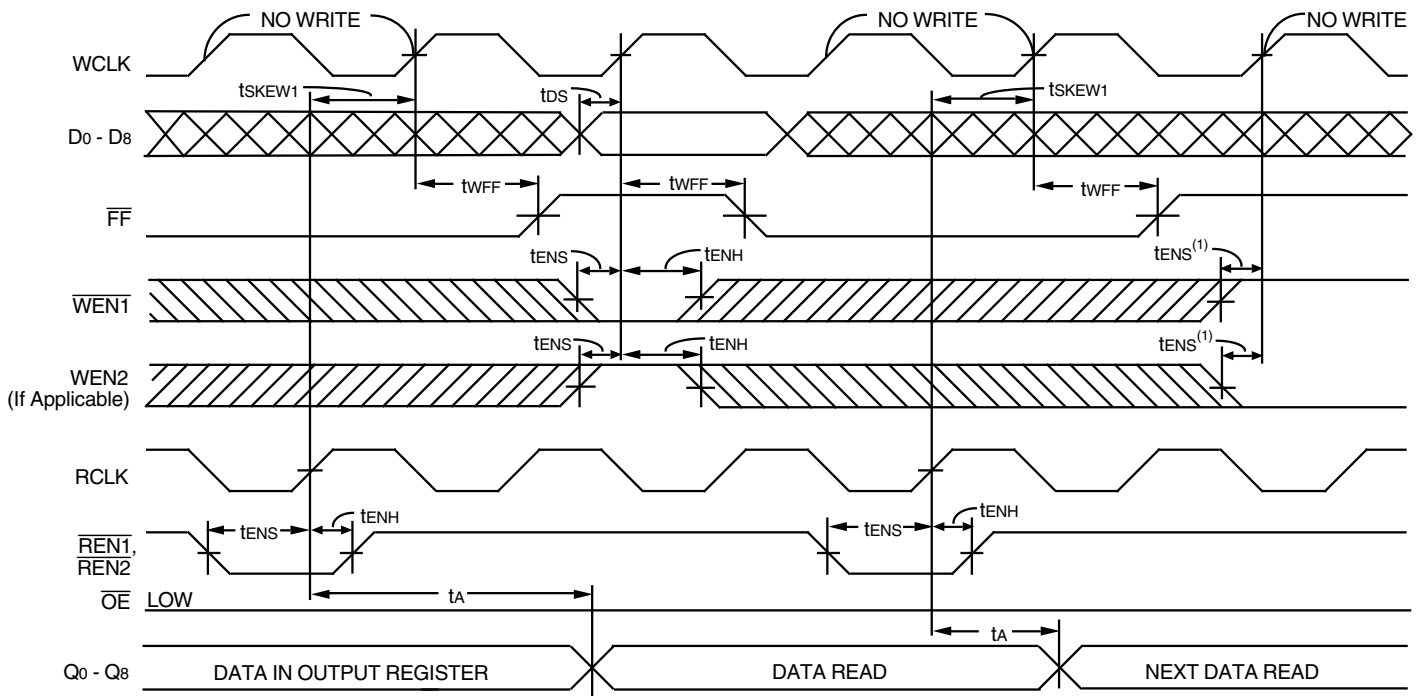 NO WRITE NO WRITE NO WRITE
WCLK
tSKEW1 tDS tSKEW1
D0 - D8
tWFF tWFF tWFF
FF
tENS tENH tENS(1)
WEN1
tENS tENH tENS(1)
WEN2
(If Applicable)
RCLK
tENS tENH tENS tENH
REN1,
REN2
OE LOW tA
tA
Q0 - Q8 DATA IN OUTPUT REGISTER DATA READ NEXT DATA READ